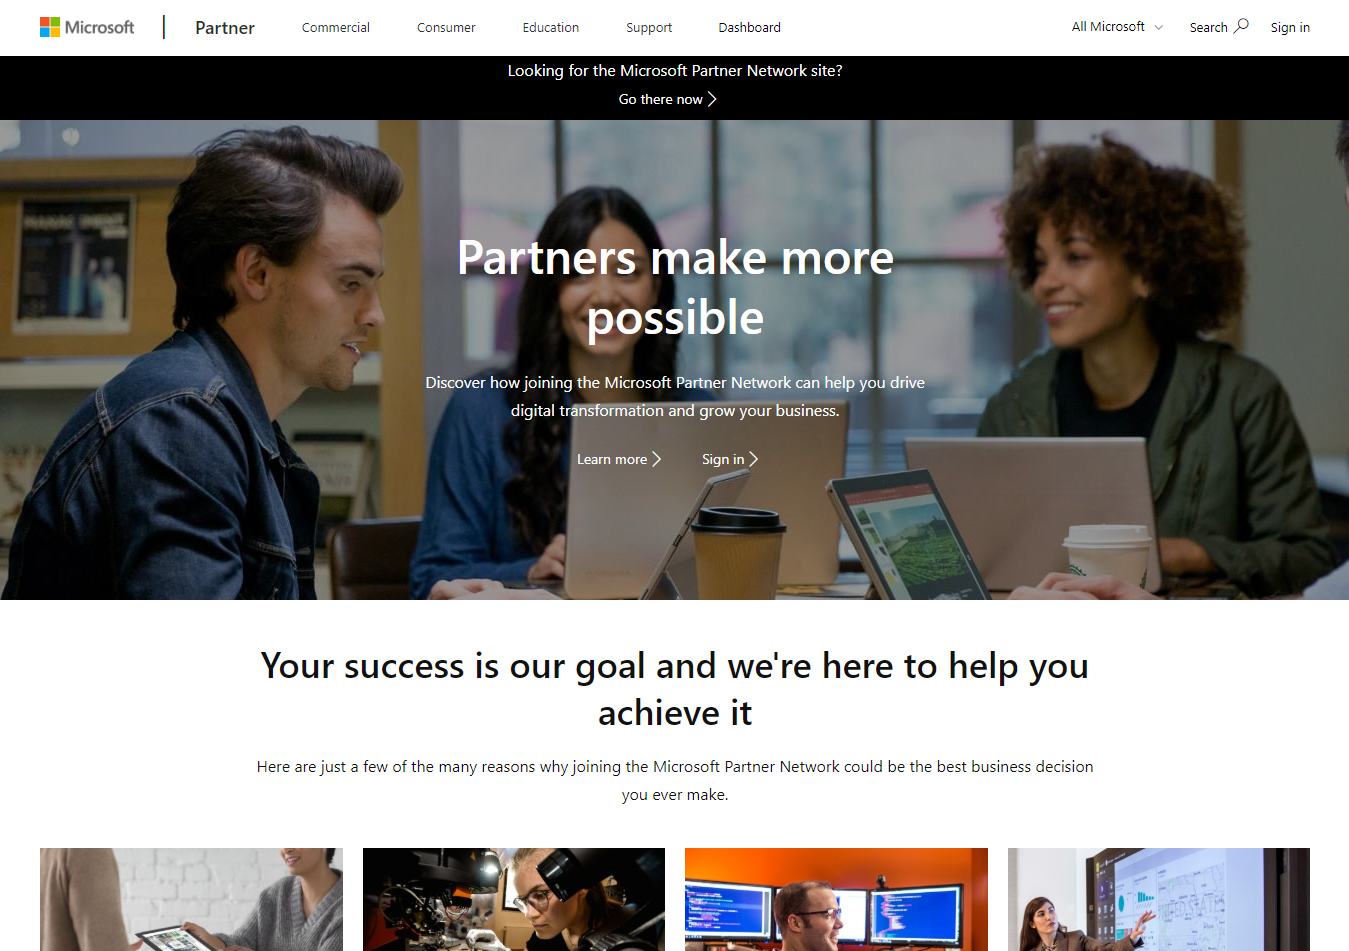 Microsoft
Partner
Commercial
Consumer
Education
Support
Dashboard
All Microsoft
Search
Sign in
Looking for the Microsoft Partner Network site?
Go there now
Partners make more
possible
Discover how joining the Microsoft Partner Network can help you drive
digital transformation and grow your business.
Learn more
Sign in
Your success is our goal and we're here to help you
achieve it
Here are just a few of the many reasons why joining the Microsoft Partner Network could be the best business decision
you ever make.